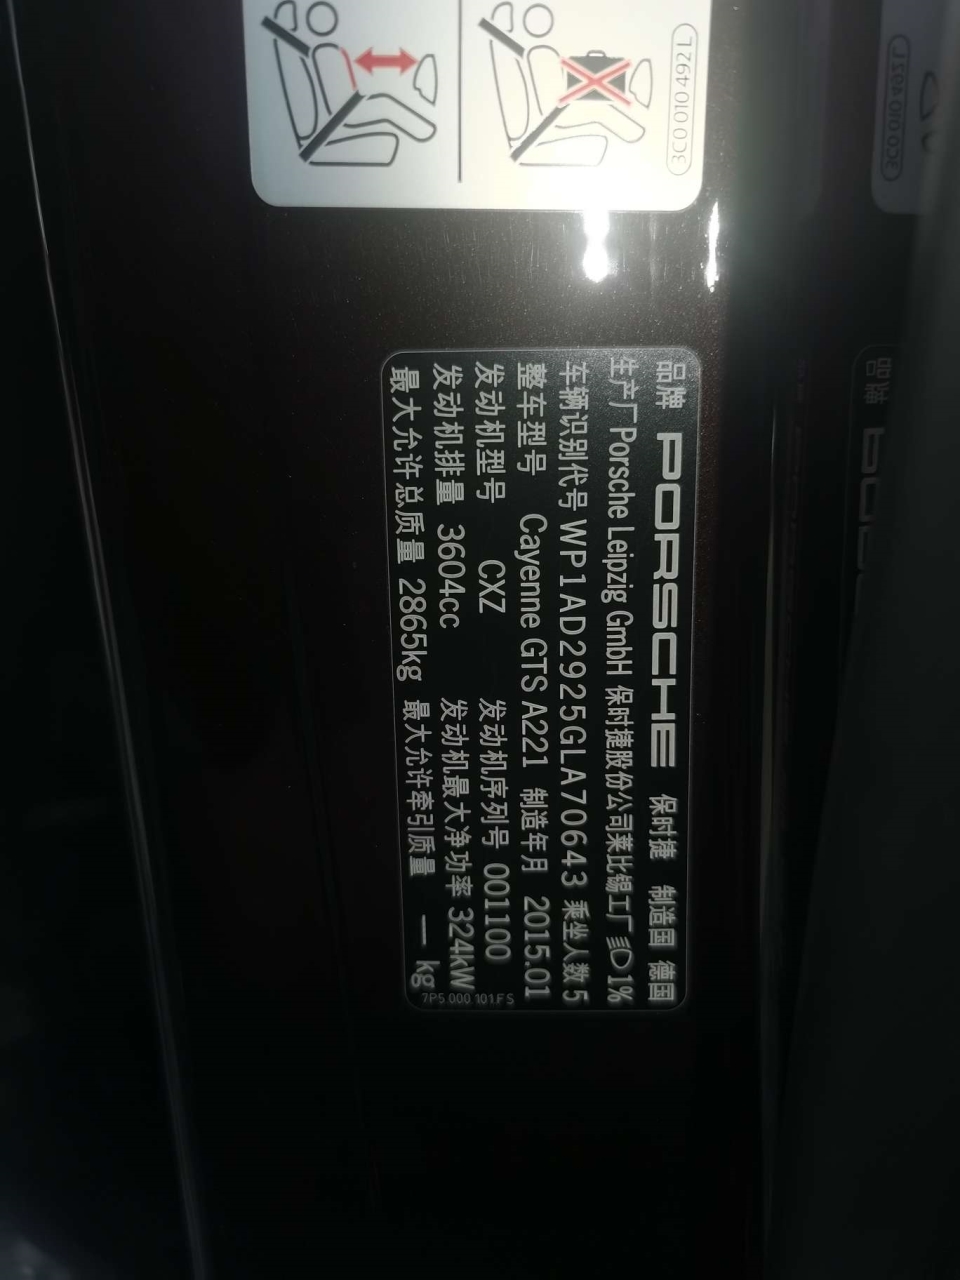 3C0 010 492 L
品牌 PORSCHE 保时捷 制造国 德国
生产厂 Porsche Leipzig GmbH 保时捷股份公司莱比锡工厂 1%
车辆识别代号 WP1AD2925GLA70643 乘坐人数 5
整车型号 Cayenne GTS A221 制造年月 2015.01
发动机型号 CXZ 发动机序列号 001100
发动机排量 3604cc 发动机最大净功率 324kW
最大允许总质量 2865kg 最大允许牵引质量 — kg
7P5.000.101.FS